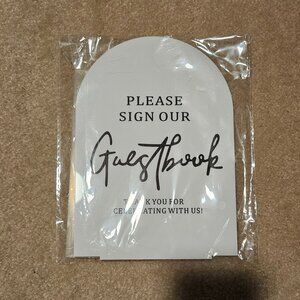 PLEASE
SIGN OUR
Guestbook
THANK YOU FOR
CELEBRATING WITH US!